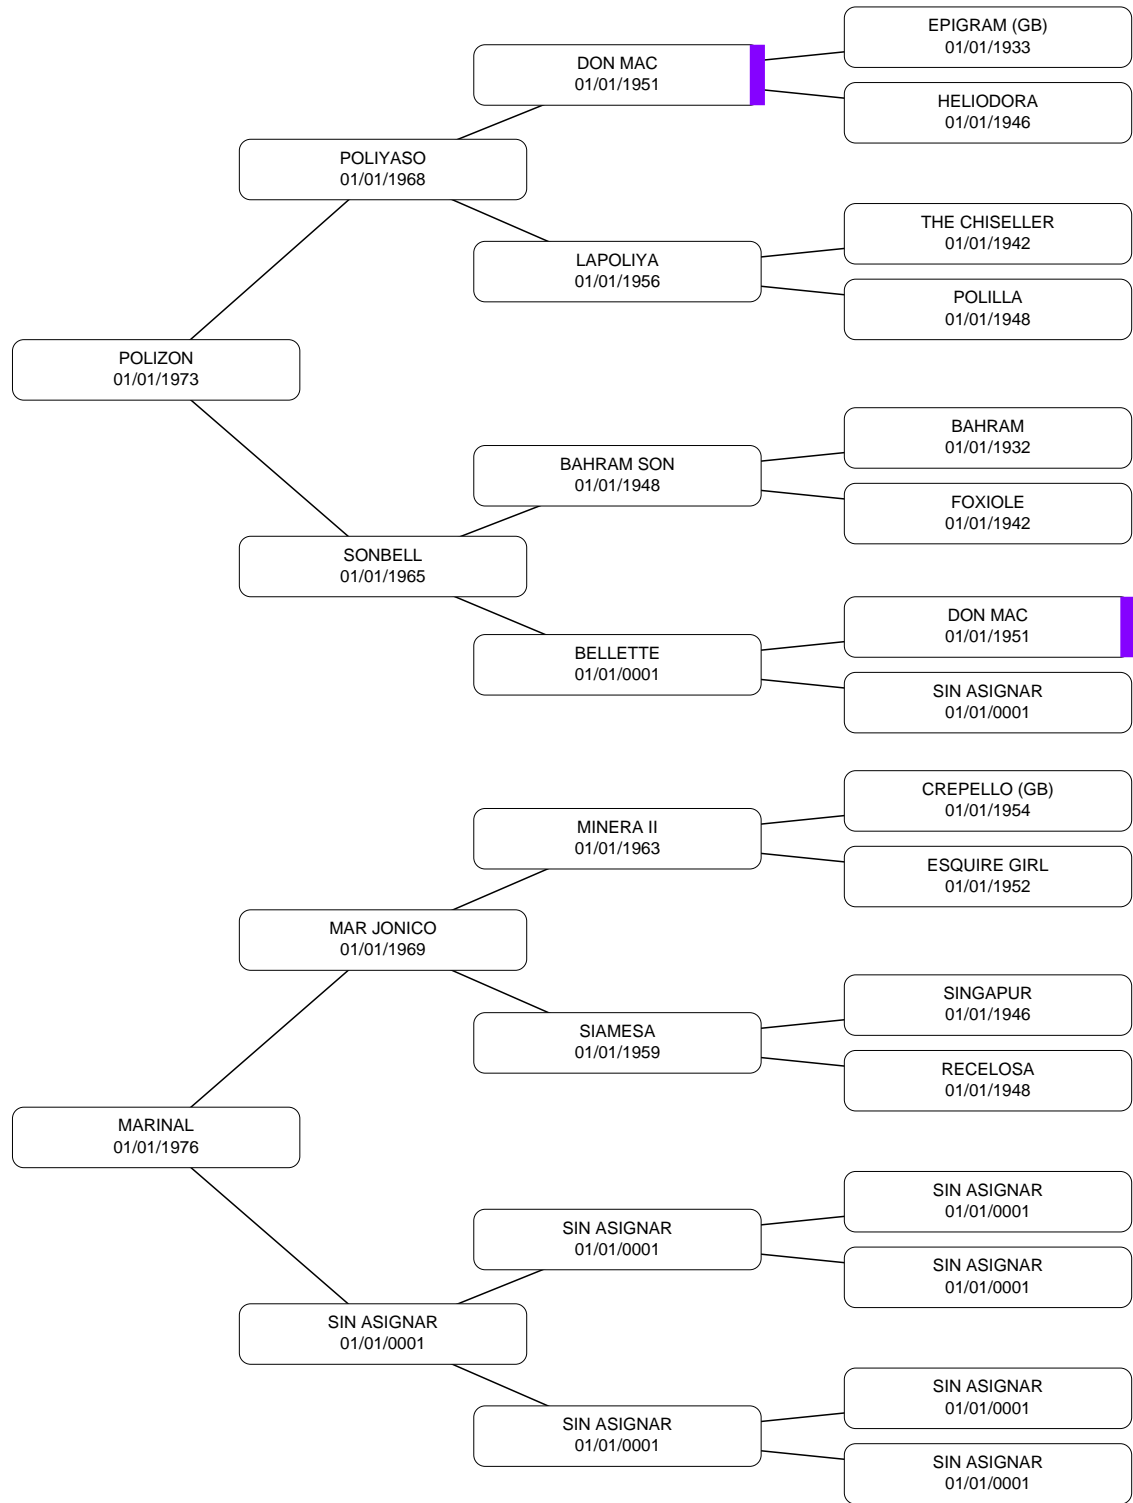 EPIGRAM (GB)
01/01/1933
DON MAC
01/01/1951
HELIODORA
01/01/1946
POLIYASO
01/01/1968
THE CHISELLER
01/01/1942
LAPOLIYA
01/01/1956
POLILLA
01/01/1948
POLIZON
01/01/1973
BAHRAM
01/01/1932
BAHRAM SON
01/01/1948
FOXIOLE
01/01/1942
SONBELL
01/01/1965
DON MAC
01/01/1951
BELLETTE
01/01/0001
SIN ASIGNAR
01/01/0001
CREPELLO (GB)
01/01/1954
MINERA II
01/01/1963
ESQUIRE GIRL
01/01/1952
MAR JONICO
01/01/1969
SINGAPUR
01/01/1946
SIAMESA
01/01/1959
RECELOSA
01/01/1948
MARINAL
01/01/1976
SIN ASIGNAR
01/01/0001
SIN ASIGNAR
01/01/0001
SIN ASIGNAR
01/01/0001
SIN ASIGNAR
01/01/0001
SIN ASIGNAR
01/01/0001
SIN ASIGNAR
01/01/0001
SIN ASIGNAR
01/01/0001